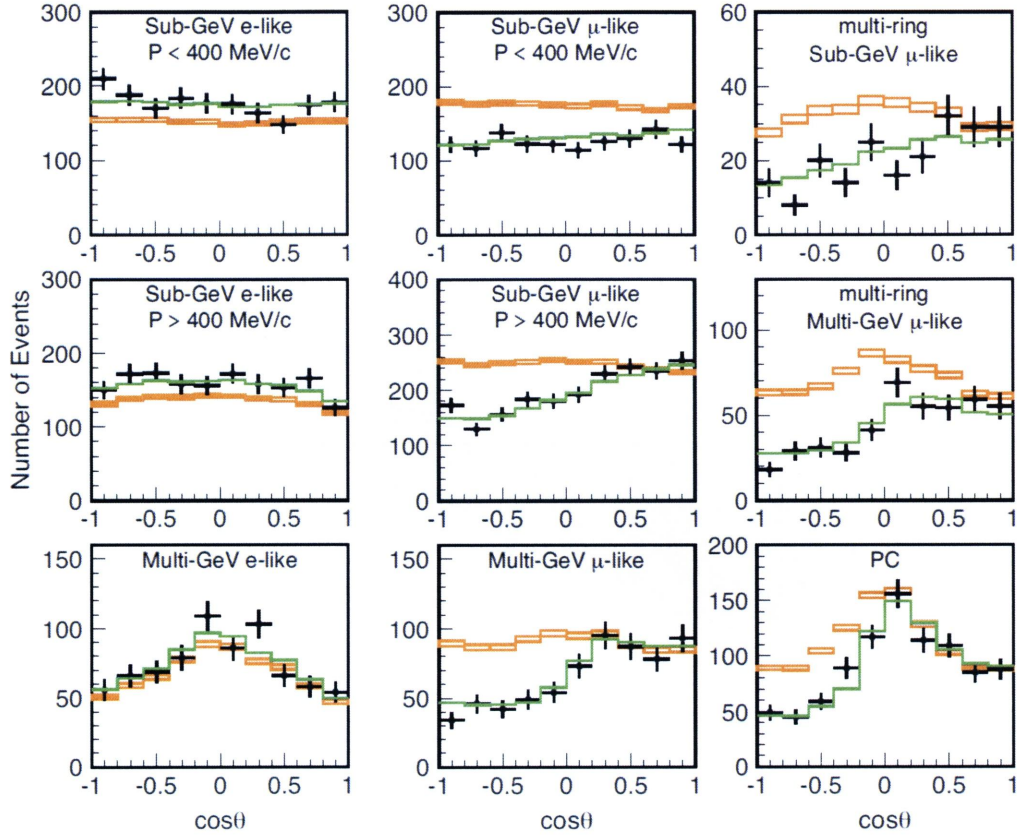 Sub-GeV e-like
P < 400 MeV/c
300
200
100
0
-1 -0.5 0 0.5 1
Sub-GeV μ-like
P < 400 MeV/c
300
200
100
0
-1 -0.5 0 0.5 1
multi-ring
Sub-GeV μ-like
60
40
20
0
-1 -0.5 0 0.5 1
Number of Events
Sub-GeV e-like
P > 400 MeV/c
300
200
100
0
-1 -0.5 0 0.5 1
Sub-GeV μ-like
P > 400 MeV/c
400
300
200
100
0
-1 -0.5 0 0.5 1
multi-ring
Multi-GeV μ-like
100
50
0
-1 -0.5 0 0.5 1
Multi-GeV e-like
150
100
50
0
-1 -0.5 0 0.5 1
cosθ
Multi-GeV μ-like
150
100
50
0
-1 -0.5 0 0.5 1
cosθ
PC
200
150
100
50
0
-1 -0.5 0 0.5 1
cosθ